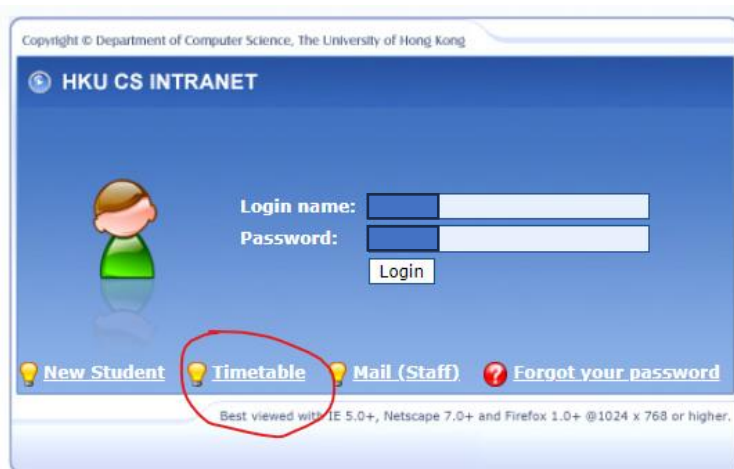 Copyright © Department of Computer Science, The University of Hong Kong
HKU CS INTRANET
Login name:
Password:
Login
New Student Timetable Mail (Staff) ? Forgot your password
Best viewed with IE 5.0+, Netscape 7.0+ and Firefox 1.0+ @1024 x 768 or higher.